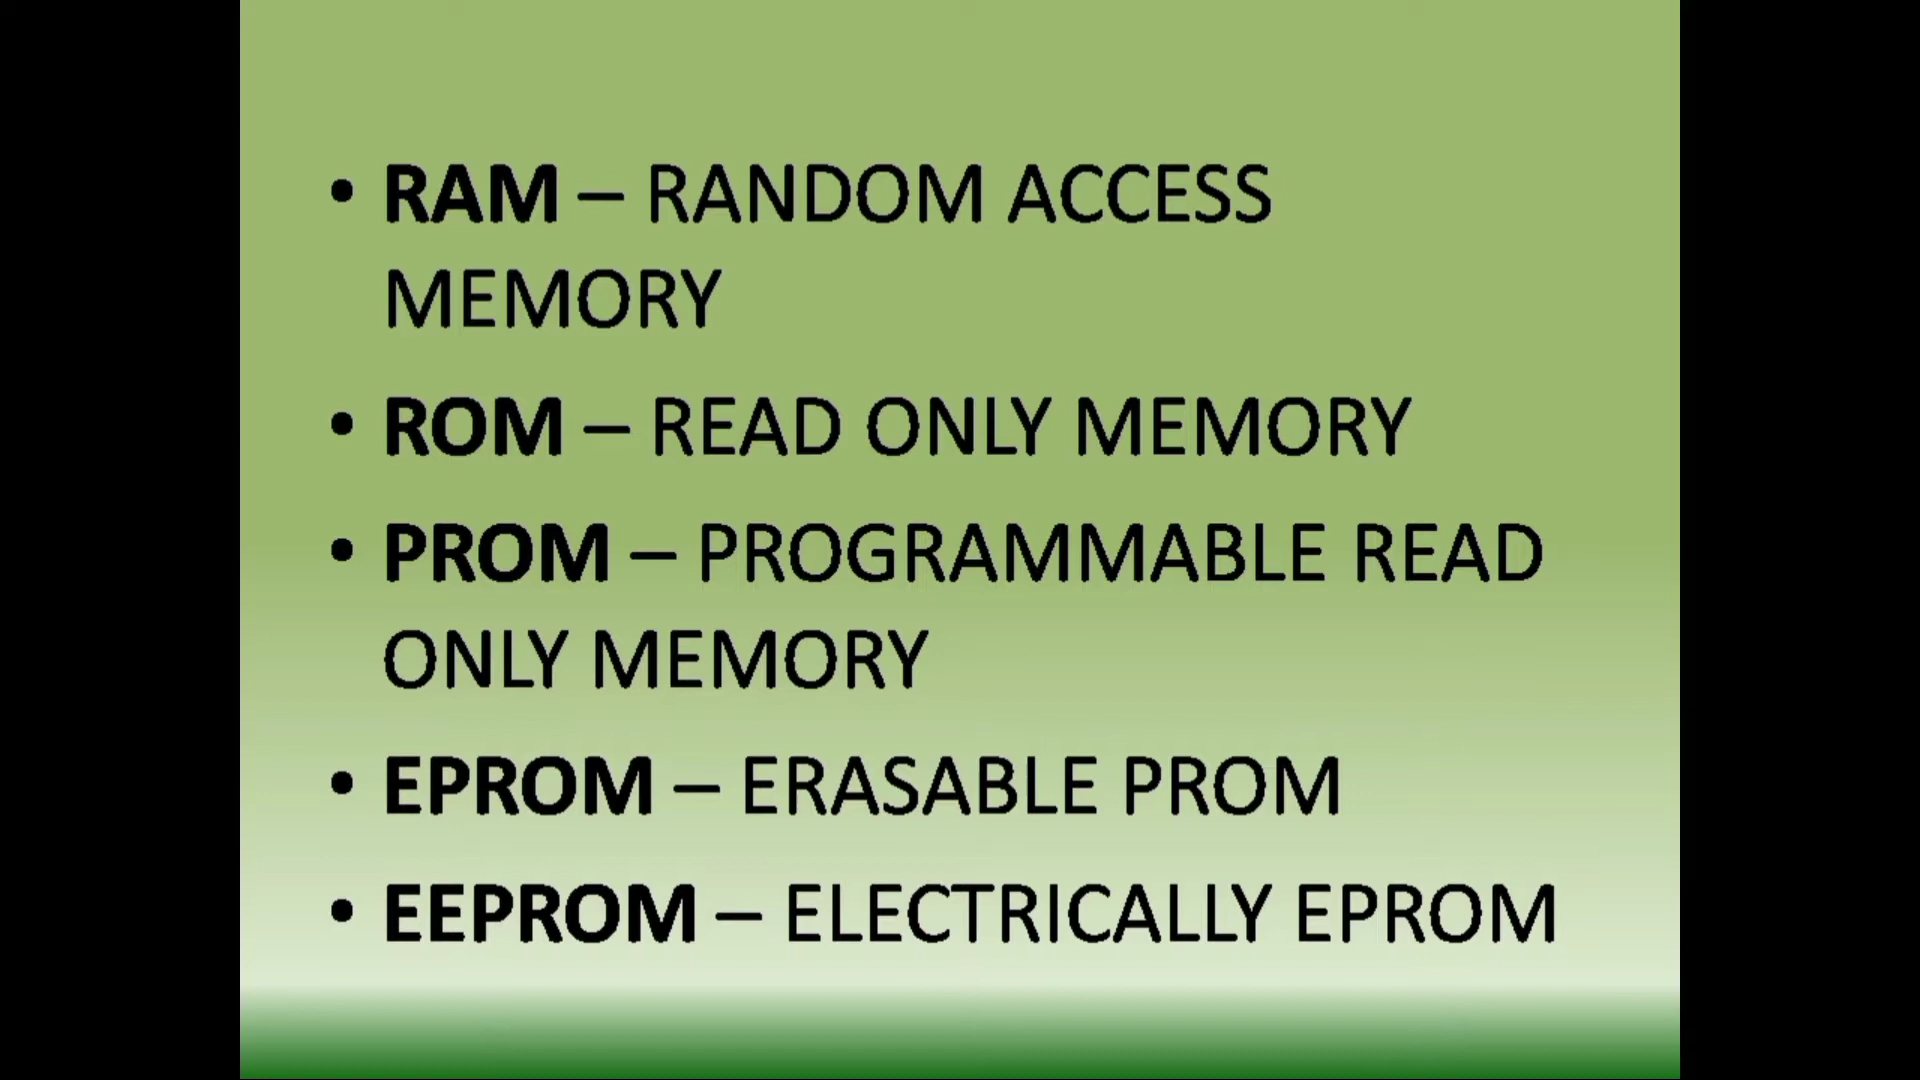 • RAM – RANDOM ACCESS
MEMORY
• ROM – READ ONLY MEMORY
• PROM – PROGRAMMABLE READ
ONLY MEMORY
• EPROM – ERASABLE PROM
• EEPROM – ELECTRICALLY EPROM